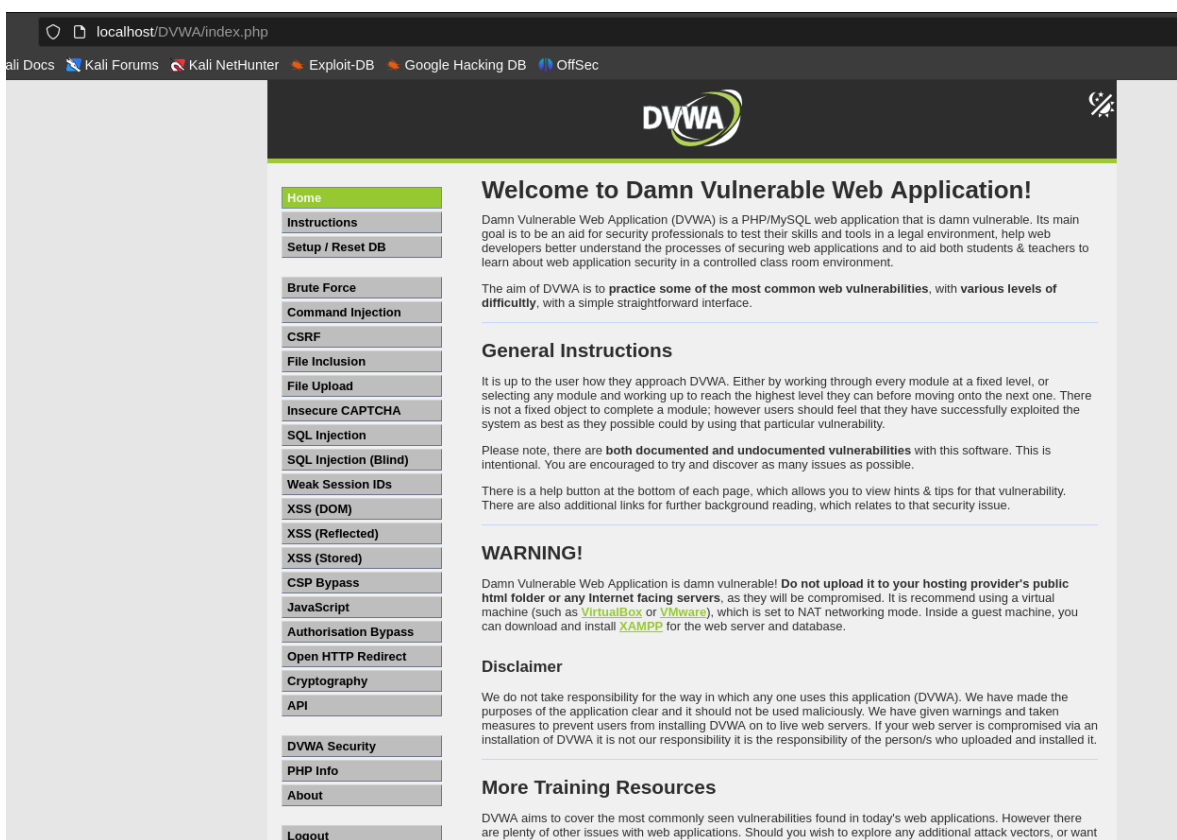 localhost/DVWA/index.php
ali Docs Kali Forums Kali NetHunter Exploit-DB Google Hacking DB OffSec
DVWA
Home
Instructions
Setup / Reset DB
Brute Force
Command Injection
CSRF
File Inclusion
File Upload
Insecure CAPTCHA
SQL Injection
SQL Injection (Blind)
Weak Session IDs
XSS (DOM)
XSS (Reflected)
XSS (Stored)
CSP Bypass
JavaScript
Authorisation Bypass
Open HTTP Redirect
Cryptography
API
DVWA Security
PHP Info
About
Logout
Welcome to Damn Vulnerable Web Application!
Damn Vulnerable Web Application (DVWA) is a PHP/MySQL web application that is damn vulnerable. Its main
goal is to be an aid for security professionals to test their skills and tools in a legal environment, help web
developers better understand the processes of securing web applications and to aid both students & teachers to
learn about web application security in a controlled class room environment.
The aim of DVWA is to practice some of the most common web vulnerabilities, with various levels of
difficultly, with a simple straightforward interface.
General Instructions
It is up to the user how they approach DVWA. Either by working through every module at a fixed level, or
selecting any module and working up to reach the highest level they can before moving onto the next one. There
is not a fixed object to complete a module; however users should feel that they have successfully exploited the
system as best as they possible could by using that particular vulnerability.
Please note, there are both documented and undocumented vulnerabilities with this software. This is
intentional. You are encouraged to try and discover as many issues as possible.
There is a help button at the bottom of each page, which allows you to view hints & tips for that vulnerability.
There are also additional links for further background reading, which relates to that security issue.
WARNING!
Damn Vulnerable Web Application is damn vulnerable! Do not upload it to your hosting provider's public
html folder or any Internet facing servers, as they will be compromised. It is recommend using a virtual
machine (such as VirtualBox or VMware), which is set to NAT networking mode. Inside a guest machine, you
can download and install XAMPP for the web server and database.
Disclaimer
We do not take responsibility for the way in which any one uses this application (DVWA). We have made the
purposes of the application clear and it should not be used maliciously. We have given warnings and taken
measures to prevent users from installing DVWA on to live web servers. If your web server is compromised via an
installation of DVWA it is not our responsibility it is the responsibility of the person/s who uploaded and installed it.
More Training Resources
DVWA aims to cover the most commonly seen vulnerabilities found in today's web applications. However there
are plenty of other issues with web applications. Should you wish to explore any additional attack vectors, or want